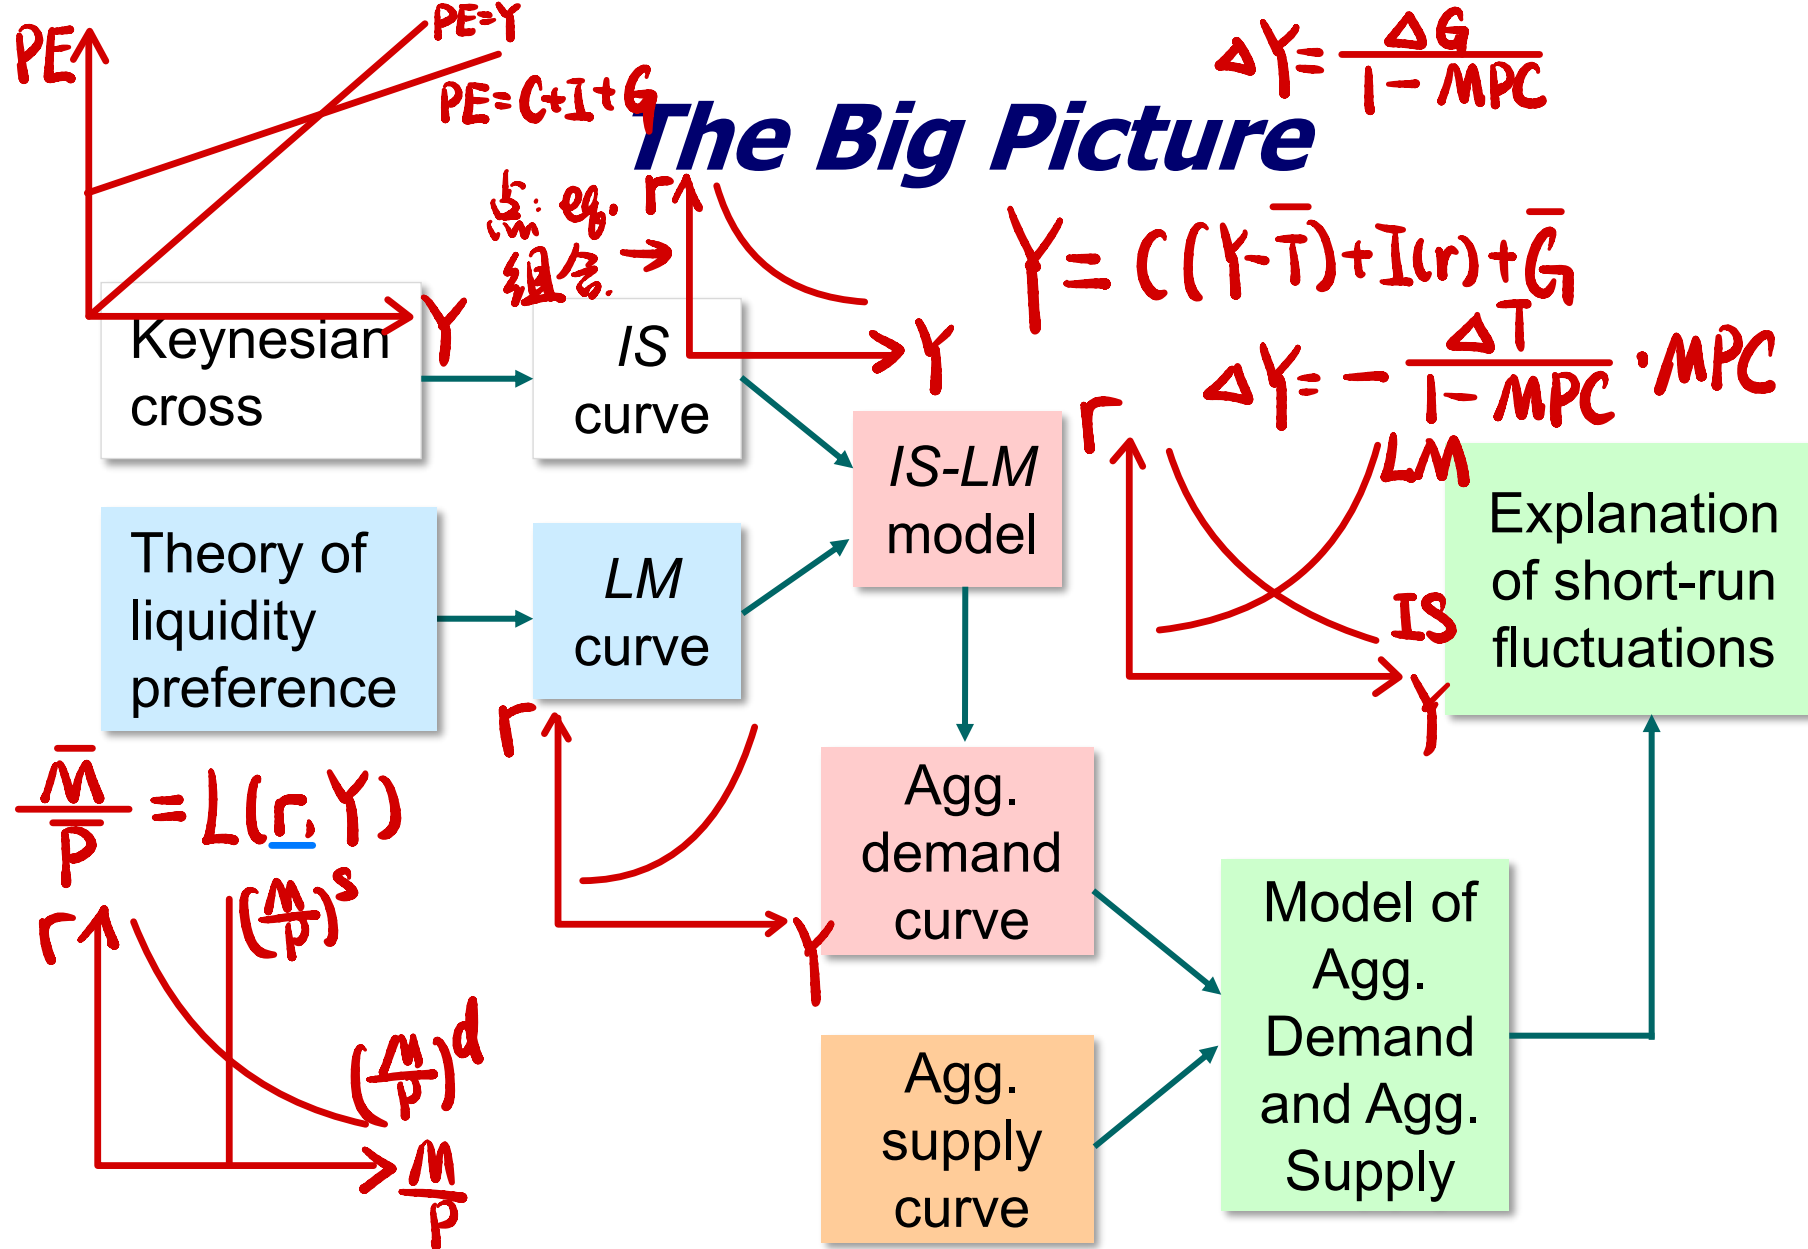 PE
PE=Y
PE=C+I+G
ΔY = ΔG / (1-MPC)
The Big Picture
点: eq.
组合 →
r
Y
Y = C(Y-T̅)+I(r)+G̅
ΔY = - ΔT / (1-MPC) · MPC
Keynesian
cross
Y
IS
curve
IS-LM
model
r
LM
IS
Y
Explanation
of short-run
fluctuations
Theory of
liquidity
preference
LM
curve
r
Y
M̅/P̅ = L(r, Y)
r
(M/P)ˢ
(M/P)ᵈ
M/P
Agg.
demand
curve
Agg.
supply
curve
Model of
Agg.
Demand
and Agg.
Supply